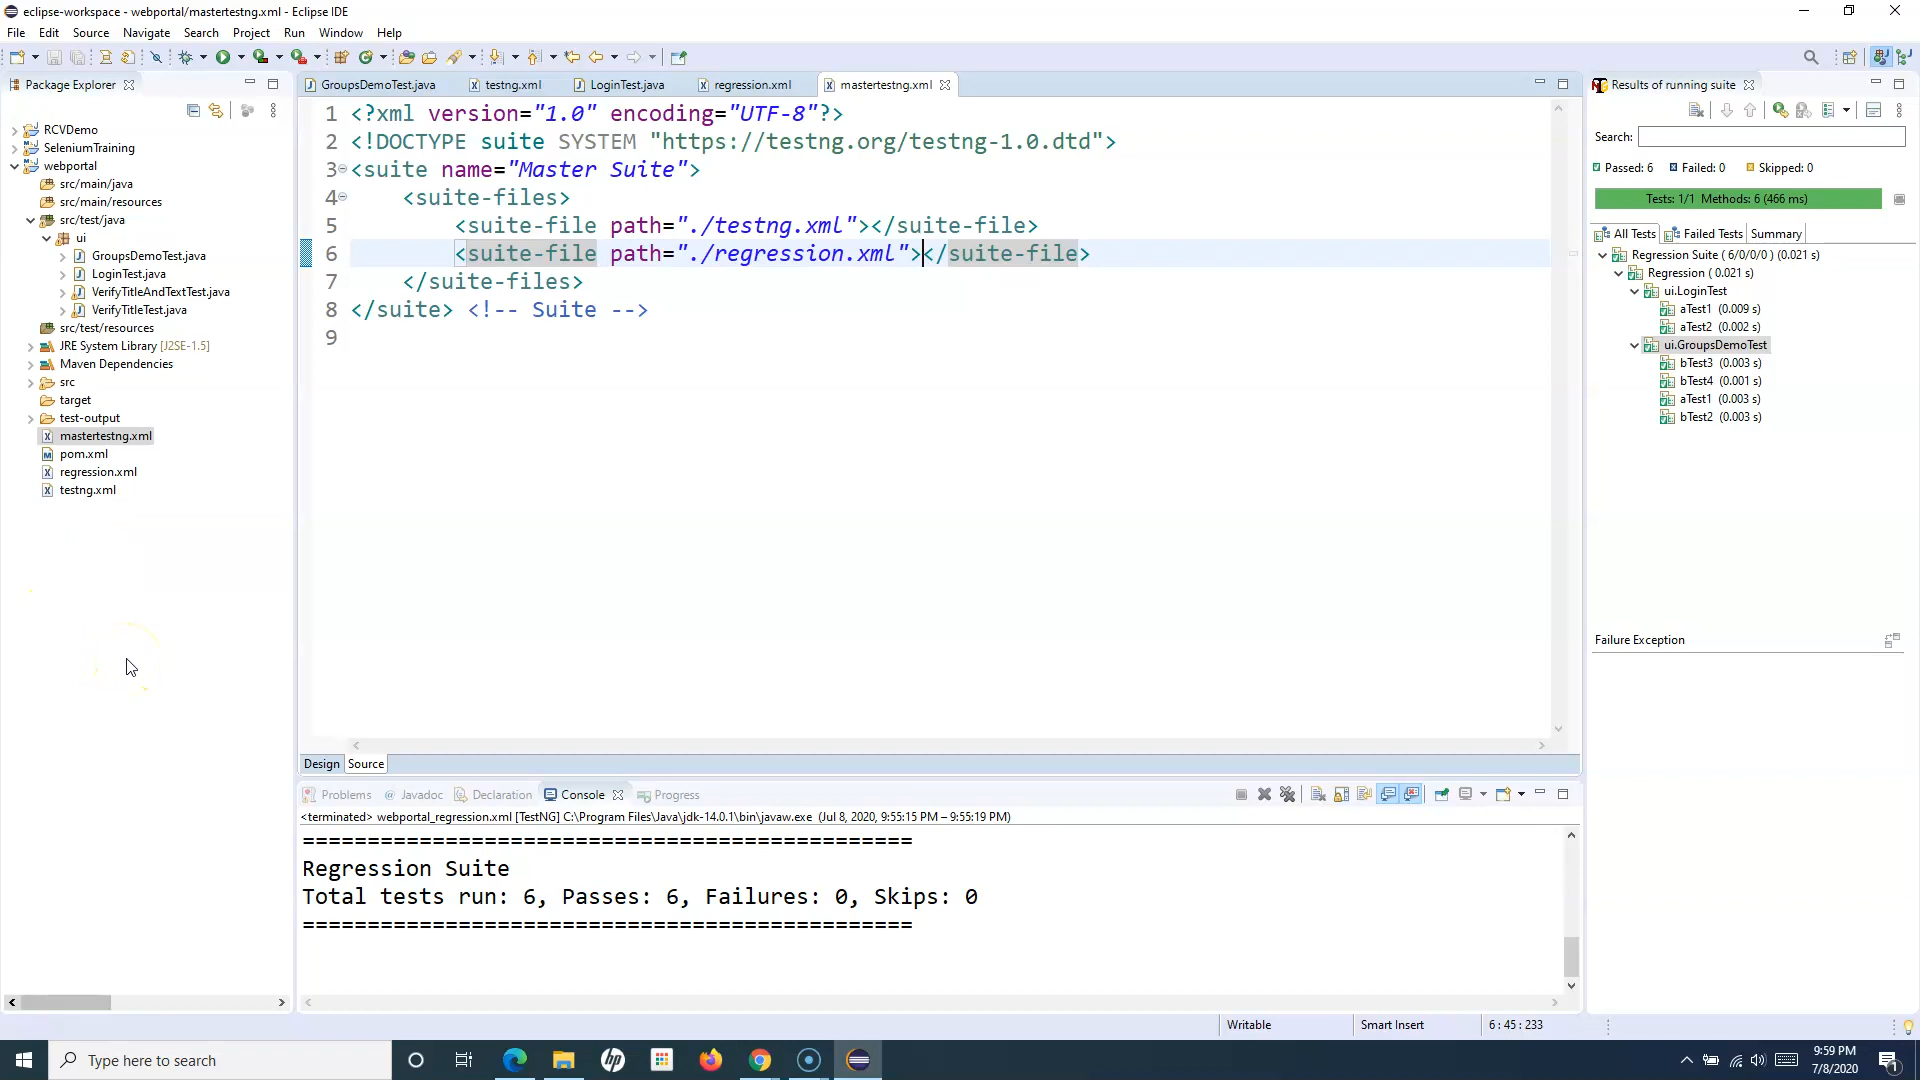 eclipse-workspace - webportal/mastertestng.xml - Eclipse IDE
File Edit Source Navigate Search Project Run Window Help
Package Explorer
RCVDemo
SeleniumTraining
webportal
src/main/java
src/main/resources
src/test/java
ui
GroupsDemoTest.java
LoginTest.java
VerifyTitleAndTextTest.java
VerifyTitleTest.java
src/test/resources
JRE System Library [J2SE-1.5]
Maven Dependencies
src
target
test-output
mastertestng.xml
pom.xml
regression.xml
testng.xml
GroupsDemoTest.java testng.xml LoginTest.java regression.xml mastertestng.xml
1 <?xml version="1.0" encoding="UTF-8"?>
2 <!DOCTYPE suite SYSTEM "https://testng.org/testng-1.0.dtd">
3 <suite name="Master Suite">
4 <suite-files>
5 <suite-file path="./testng.xml"></suite-file>
6 <suite-file path="./regression.xml"></suite-file>
7 </suite-files>
8 </suite> <!-- Suite -->
9
Design Source
Problems Javadoc Declaration Console Progress
<terminated> webportal_regression.xml [TestNG] C:\Program Files\Java\jdk-14.0.1\bin\javaw.exe (Jul 8, 2020, 9:55:15 PM – 9:55:19 PM)
===============================================
Regression Suite
Total tests run: 6, Passes: 6, Failures: 0, Skips: 0
===============================================
Results of running suite
Search:
Passed: 6 Failed: 0 Skipped: 0
Tests: 1/1 Methods: 6 (466 ms)
All Tests Failed Tests Summary
Regression Suite ( 6/0/0/0 ) (0.021 s)
Regression ( 0.021 s)
ui.LoginTest
aTest1 (0.009 s)
aTest2 (0.002 s)
ui.GroupsDemoTest
bTest3 (0.003 s)
bTest4 (0.001 s)
aTest1 (0.003 s)
bTest2 (0.003 s)
Failure Exception
Writable Smart Insert 6 : 45 : 233
Type here to search
9:59 PM
7/8/2020